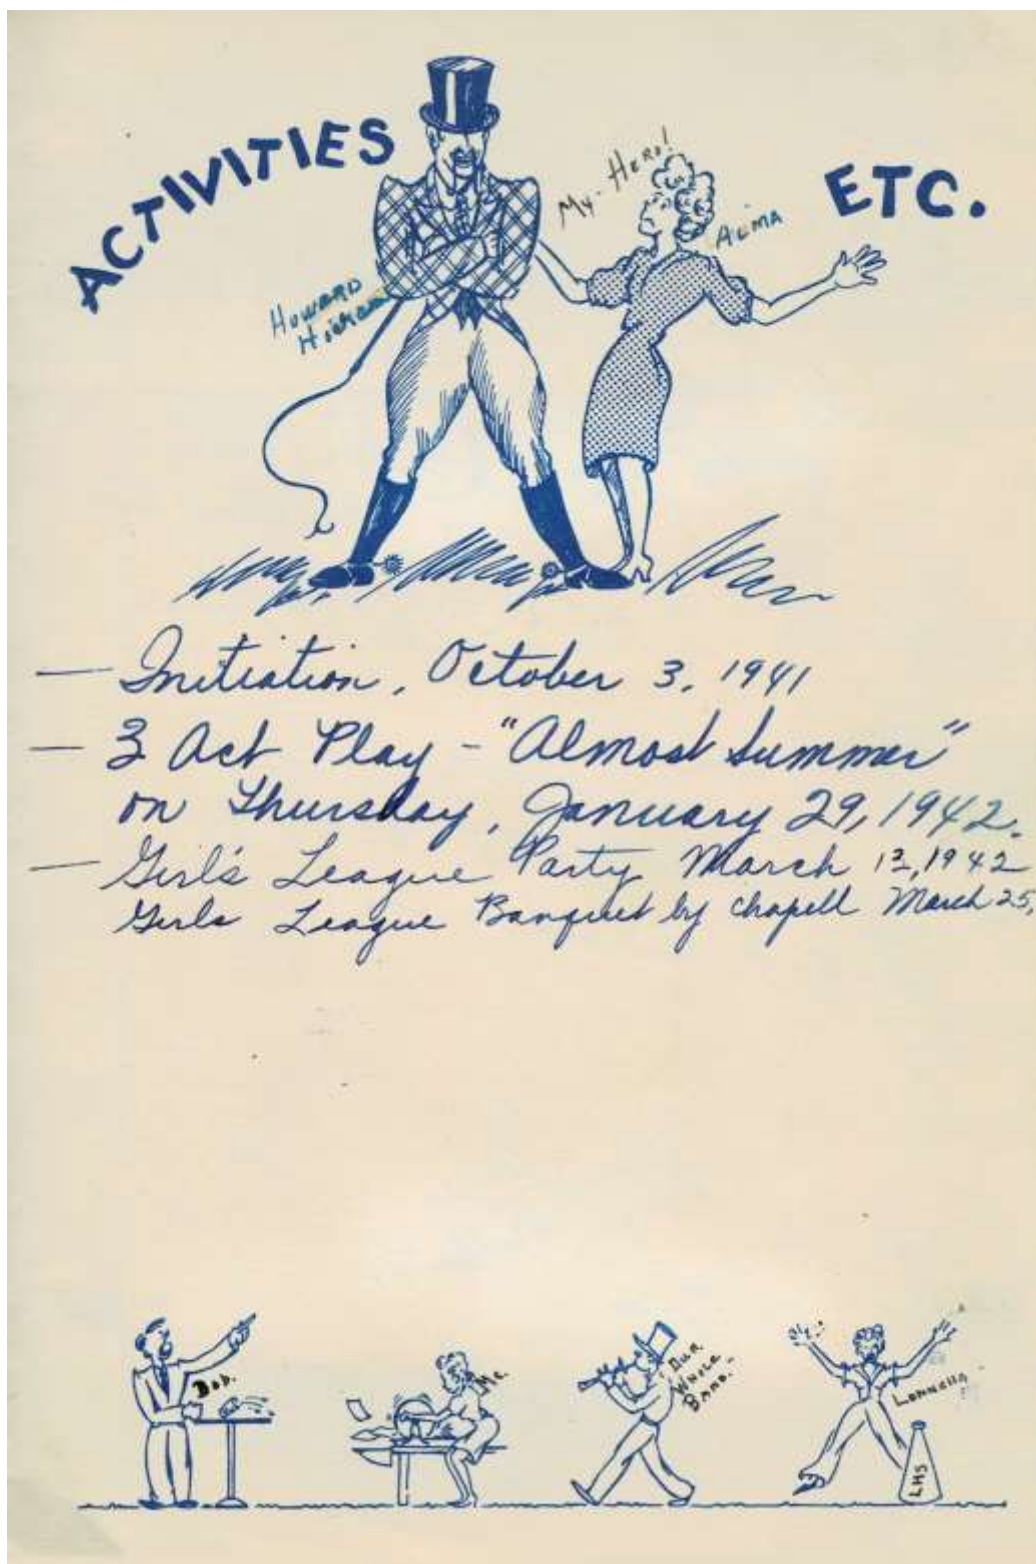 ACTIVITIES
ETC.
My-Hero!
Alma
Howard
— Initiation, October 3, 1941
— 3 Act Play - "Almost Summer"
on Thursday, January 29, 1942.
— Girl's League Party March 13, 1942
Girls League Banquet by Chapell March 25,
Bob.
Me.
Our
Whole
Band.
LHS